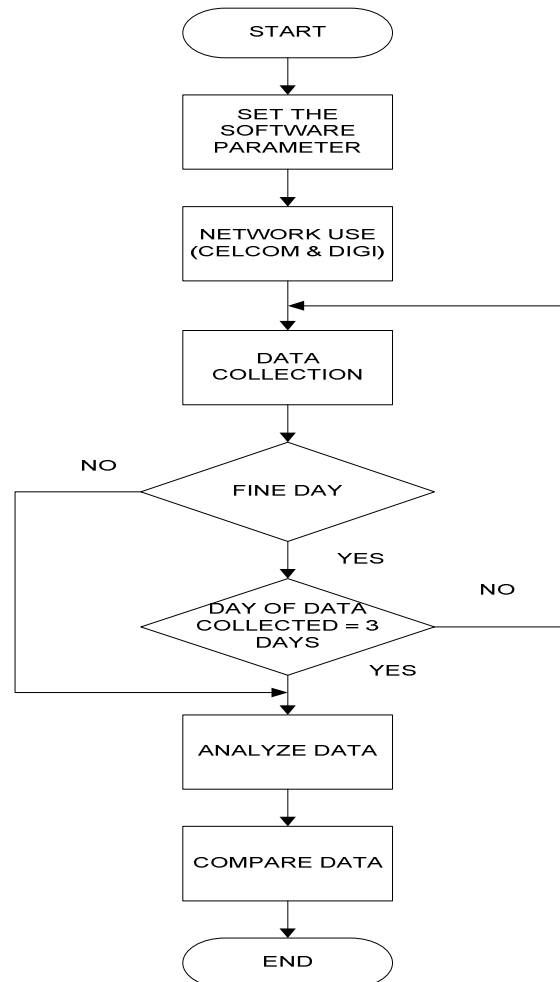 START
SET THE
SOFTWARE
PARAMETER
NETWORK USE
(CELCOM & DIGI)
DATA
COLLECTION
NO
FINE DAY
YES
NO
DAY OF DATA
COLLECTED = 3
DAYS
YES
ANALYZE DATA
COMPARE DATA
END